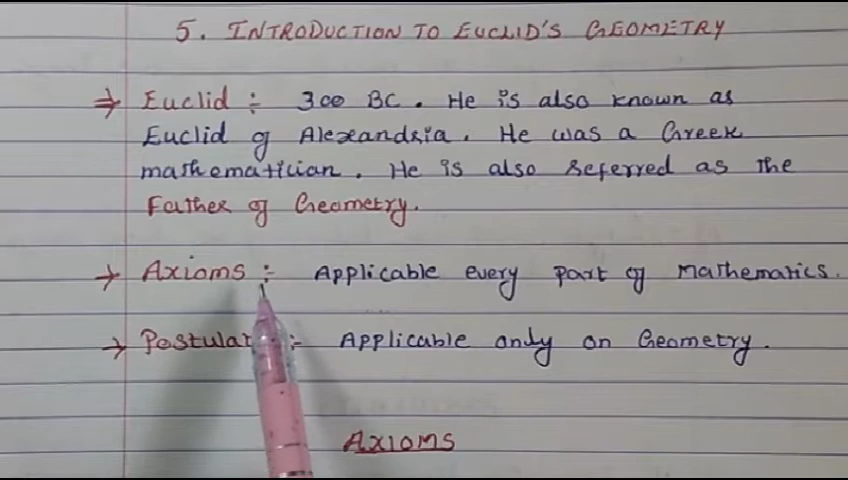 5. INTRODUCTION TO EUCLID'S GEOMETRY
⇒ Euclid :- 300 BC. He is also known as
Euclid of Alexandria. He was a Greek
mathematician. He is also referred as the
Father of Geometry.
→ Axioms :- Applicable every part of Mathematics.
→ :- Applicable only on Geometry.
AXIOMS